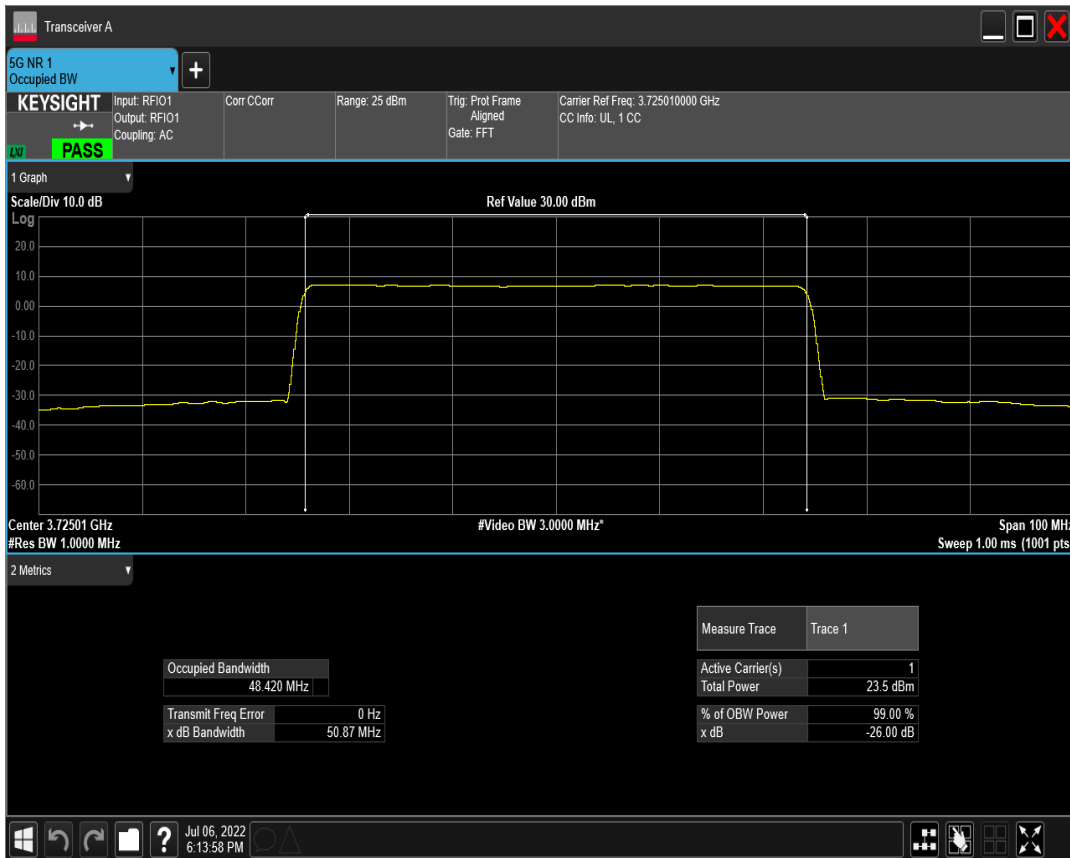 Transceiver A
5G NR 1
Occupied BW
+
KEYSIGHT
LXI
PASS
Input: RFIO1
Output: RFIO1
Coupling: AC
Corr CCorr
Range: 25 dBm
Trig: Prot Frame
Aligned
Gate: FFT
Carrier Ref Freq: 3.725010000 GHz
CC Info: UL, 1 CC
1 Graph
Scale/Div 10.0 dB
Ref Value 30.00 dBm
Log
20.0
10.0
0.00
-10.0
-20.0
-30.0
-40.0
-50.0
-60.0
Center 3.72501 GHz
#Video BW 3.0000 MHz*
Span 100 MHz
#Res BW 1.0000 MHz
Sweep 1.00 ms (1001 pts
2 Metrics
Measure Trace Trace 1
Occupied Bandwidth
48.420 MHz
Active Carrier(s) 1
Total Power 23.5 dBm
Transmit Freq Error 0 Hz
x dB Bandwidth 50.87 MHz
% of OBW Power 99.00 %
x dB -26.00 dB
?
Jul 06, 2022
6:13:58 PM